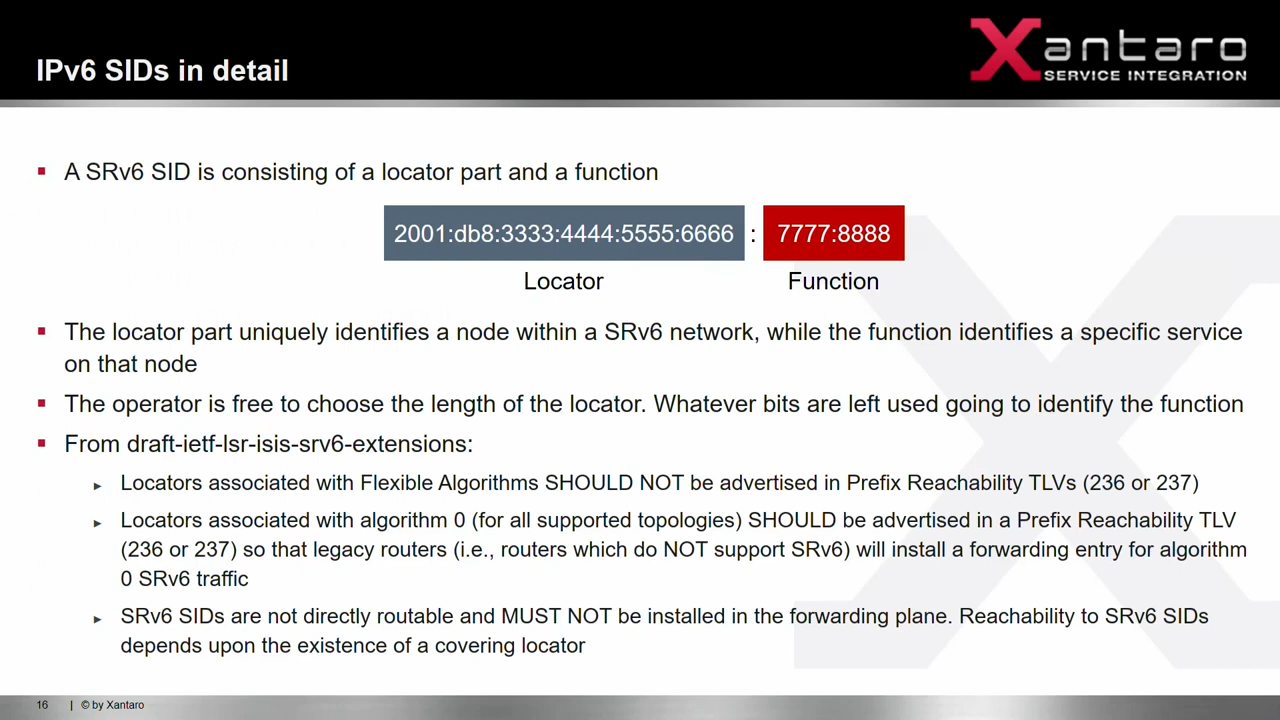 IPv6 SIDs in detail
Xantaro
SERVICE INTEGRATION
A SRv6 SID is consisting of a locator part and a function
2001:db8:3333:4444:5555:6666 : 7777:8888
Locator Function
The locator part uniquely identifies a node within a SRv6 network, while the function identifies a specific service
on that node
The operator is free to choose the length of the locator. Whatever bits are left used going to identify the function
From draft-ietf-lsr-isis-srv6-extensions:
Locators associated with Flexible Algorithms SHOULD NOT be advertised in Prefix Reachability TLVs (236 or 237)
Locators associated with algorithm 0 (for all supported topologies) SHOULD be advertised in a Prefix Reachability TLV
(236 or 237) so that legacy routers (i.e., routers which do NOT support SRv6) will install a forwarding entry for algorithm
0 SRv6 traffic
SRv6 SIDs are not directly routable and MUST NOT be installed in the forwarding plane. Reachability to SRv6 SIDs
depends upon the existence of a covering locator
16 | © by Xantaro